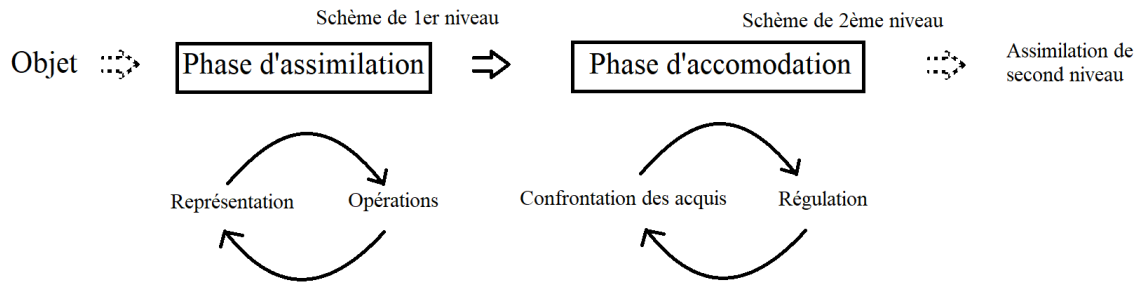 Schème de 1er niveau
Schème de 2ème niveau
Objet
Phase d'assimilation
Phase d'accomodation
Assimilation de
second niveau
Représentation
Opérations
Confrontation des acquis
Régulation